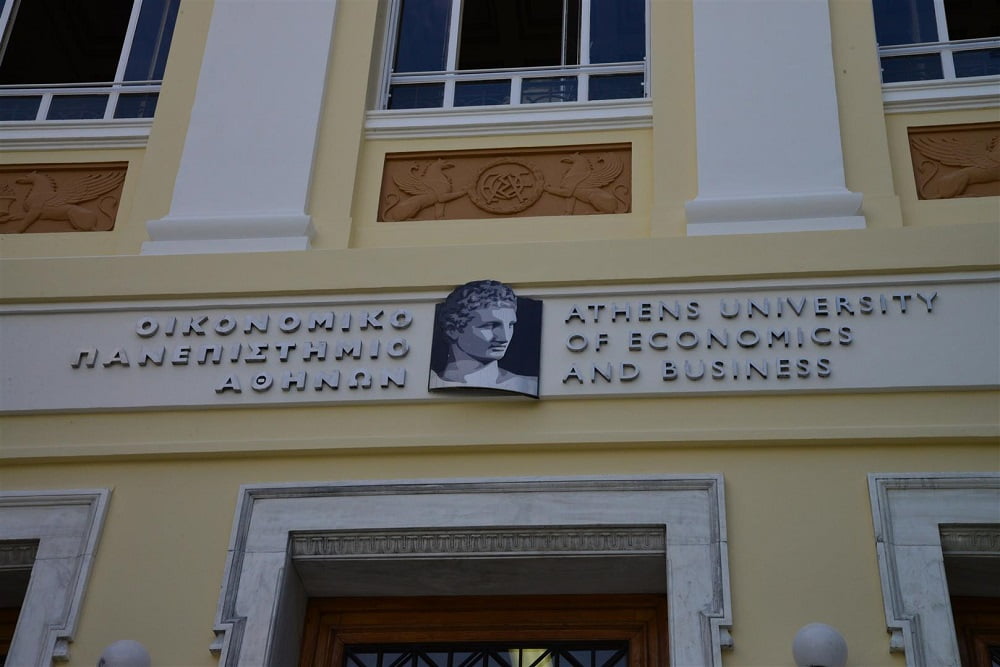 ΟΙΚΟΝΟΜΙΚΟ
ΠΑΝΕΠΙΣΤΗΜΙΟ
ΑΘΗΝΩΝ
ATHENS UNIVERSITY
OF ECONOMICS
AND BUSINESS